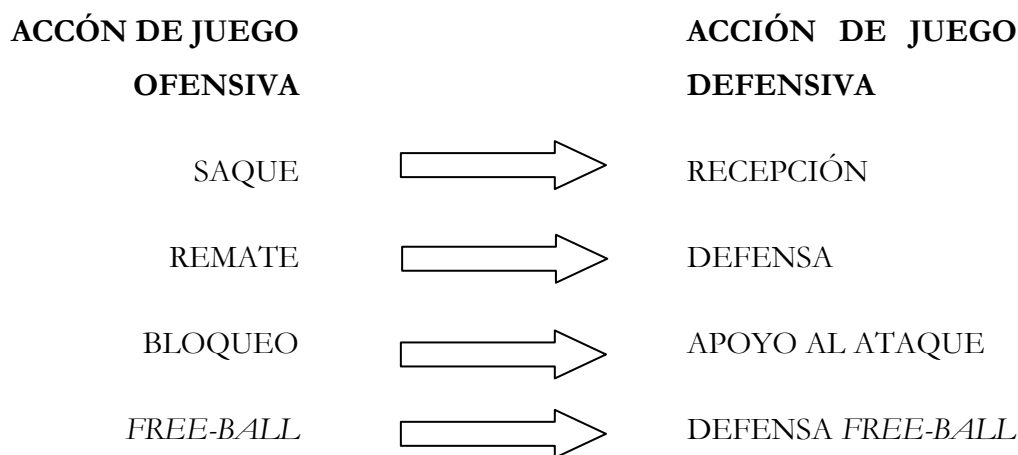 ACCÓN DE JUEGO
OFENSIVA
ACCIÓN DE JUEGO
DEFENSIVA
SAQUE
RECEPCIÓN
REMATE
DEFENSA
BLOQUEO
APOYO AL ATAQUE
FREE-BALL
DEFENSA FREE-BALL